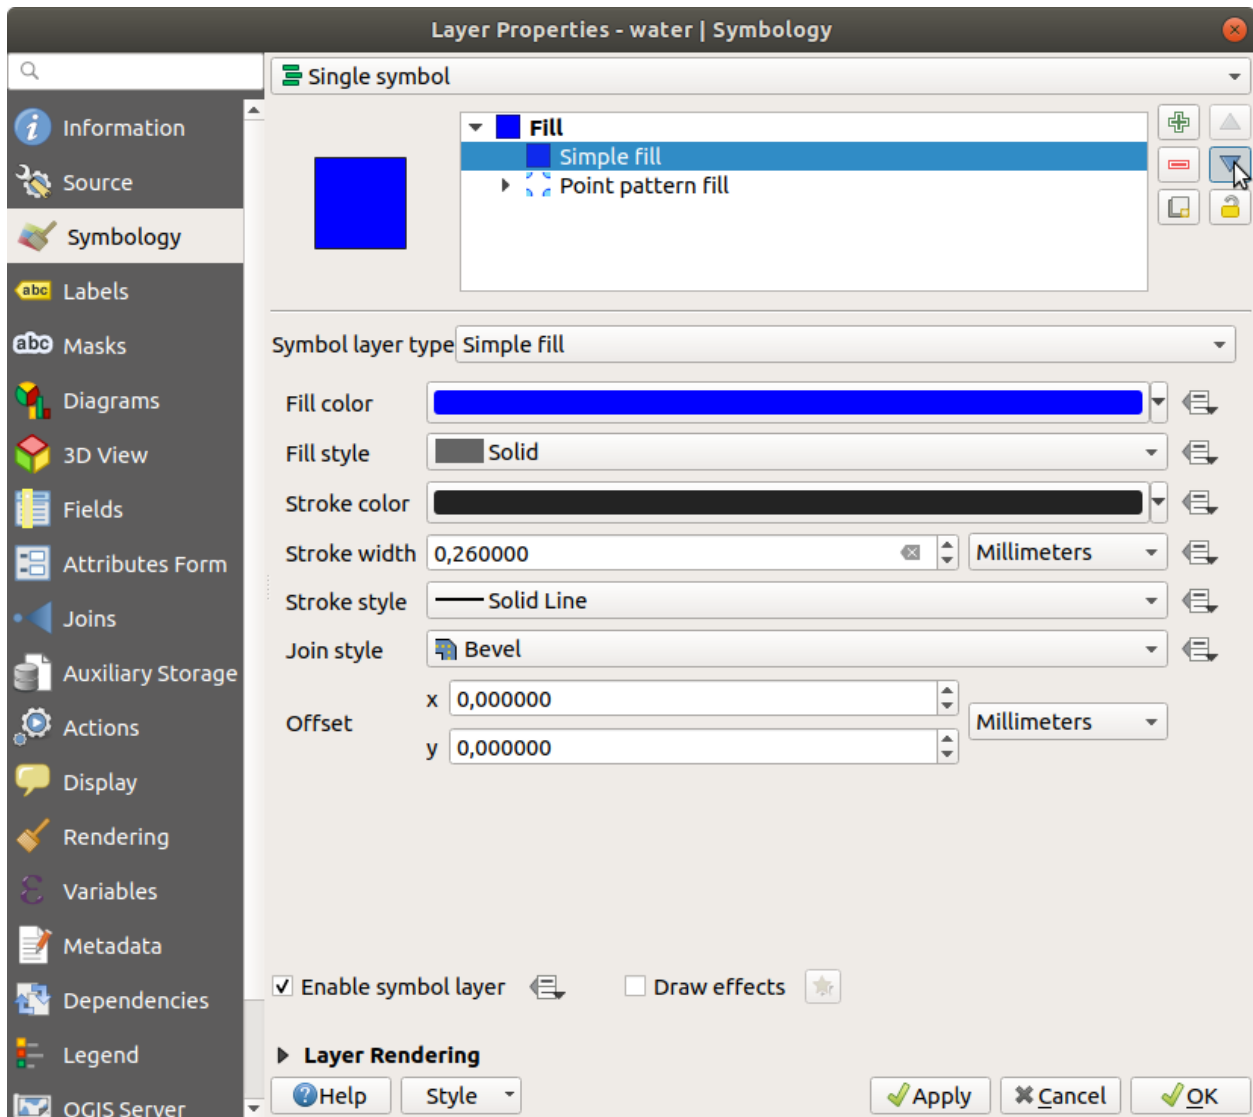 Layer Properties - water | Symbology
Single symbol
Information
Source
Symbology
Labels
Masks
Diagrams
3D View
Fields
Attributes Form
Joins
Auxiliary Storage
Actions
Display
Rendering
Variables
Metadata
Dependencies
Legend
QGIS Server
Fill
Simple fill
Point pattern fill
Symbol layer type Simple fill
Fill color
Fill style Solid
Stroke color
Stroke width 0,260000 Millimeters
Stroke style Solid Line
Join style Bevel
Offset
x 0,000000
y 0,000000
Millimeters
Enable symbol layer Draw effects
Layer Rendering
Help Style Apply Cancel OK